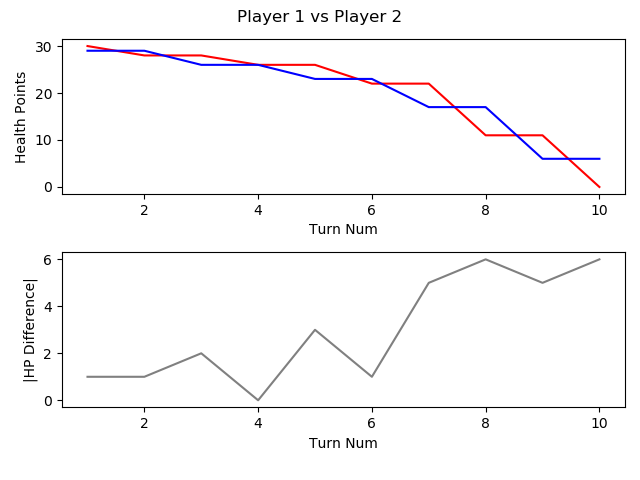 Player 1 vs Player 2
30
20
10
0
Health Points
2 4 6 8 10
Turn Num
6
4
2
0
|HP Difference|
2 4 6 8 10
Turn Num